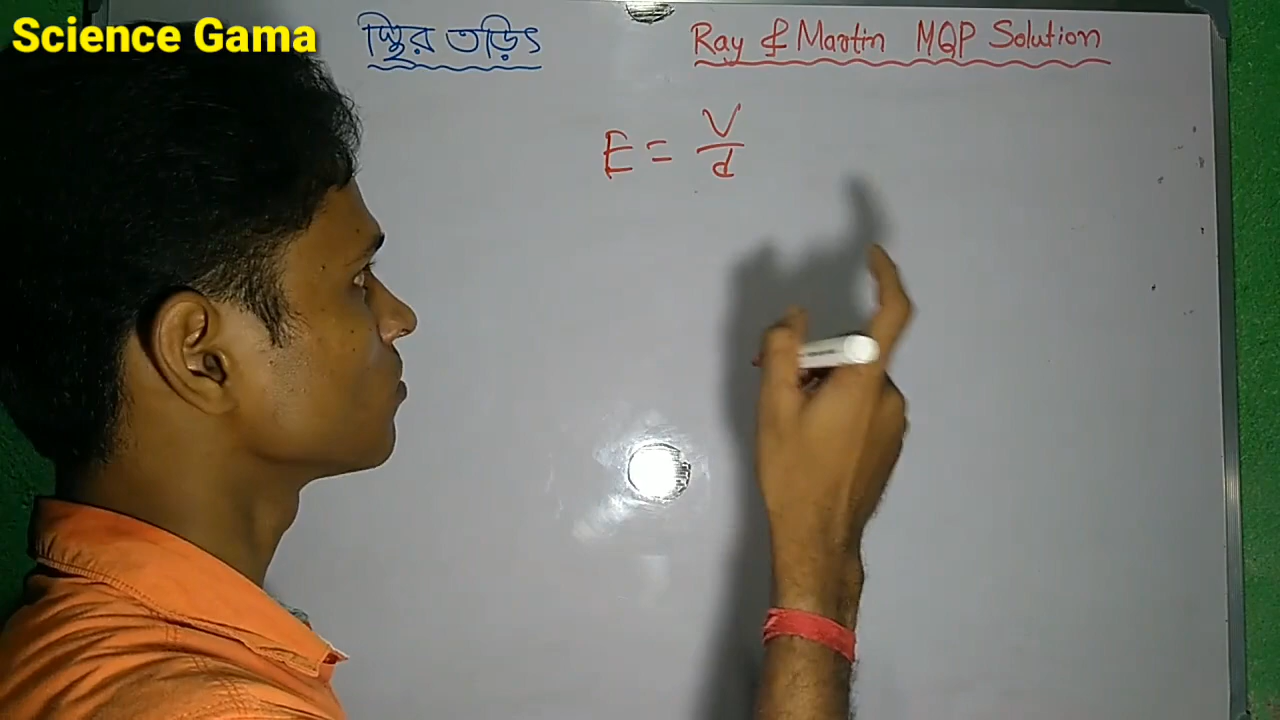 Science Gama
স্থির তড়িৎ
Ray & Martin MQP Solution
E = V/d